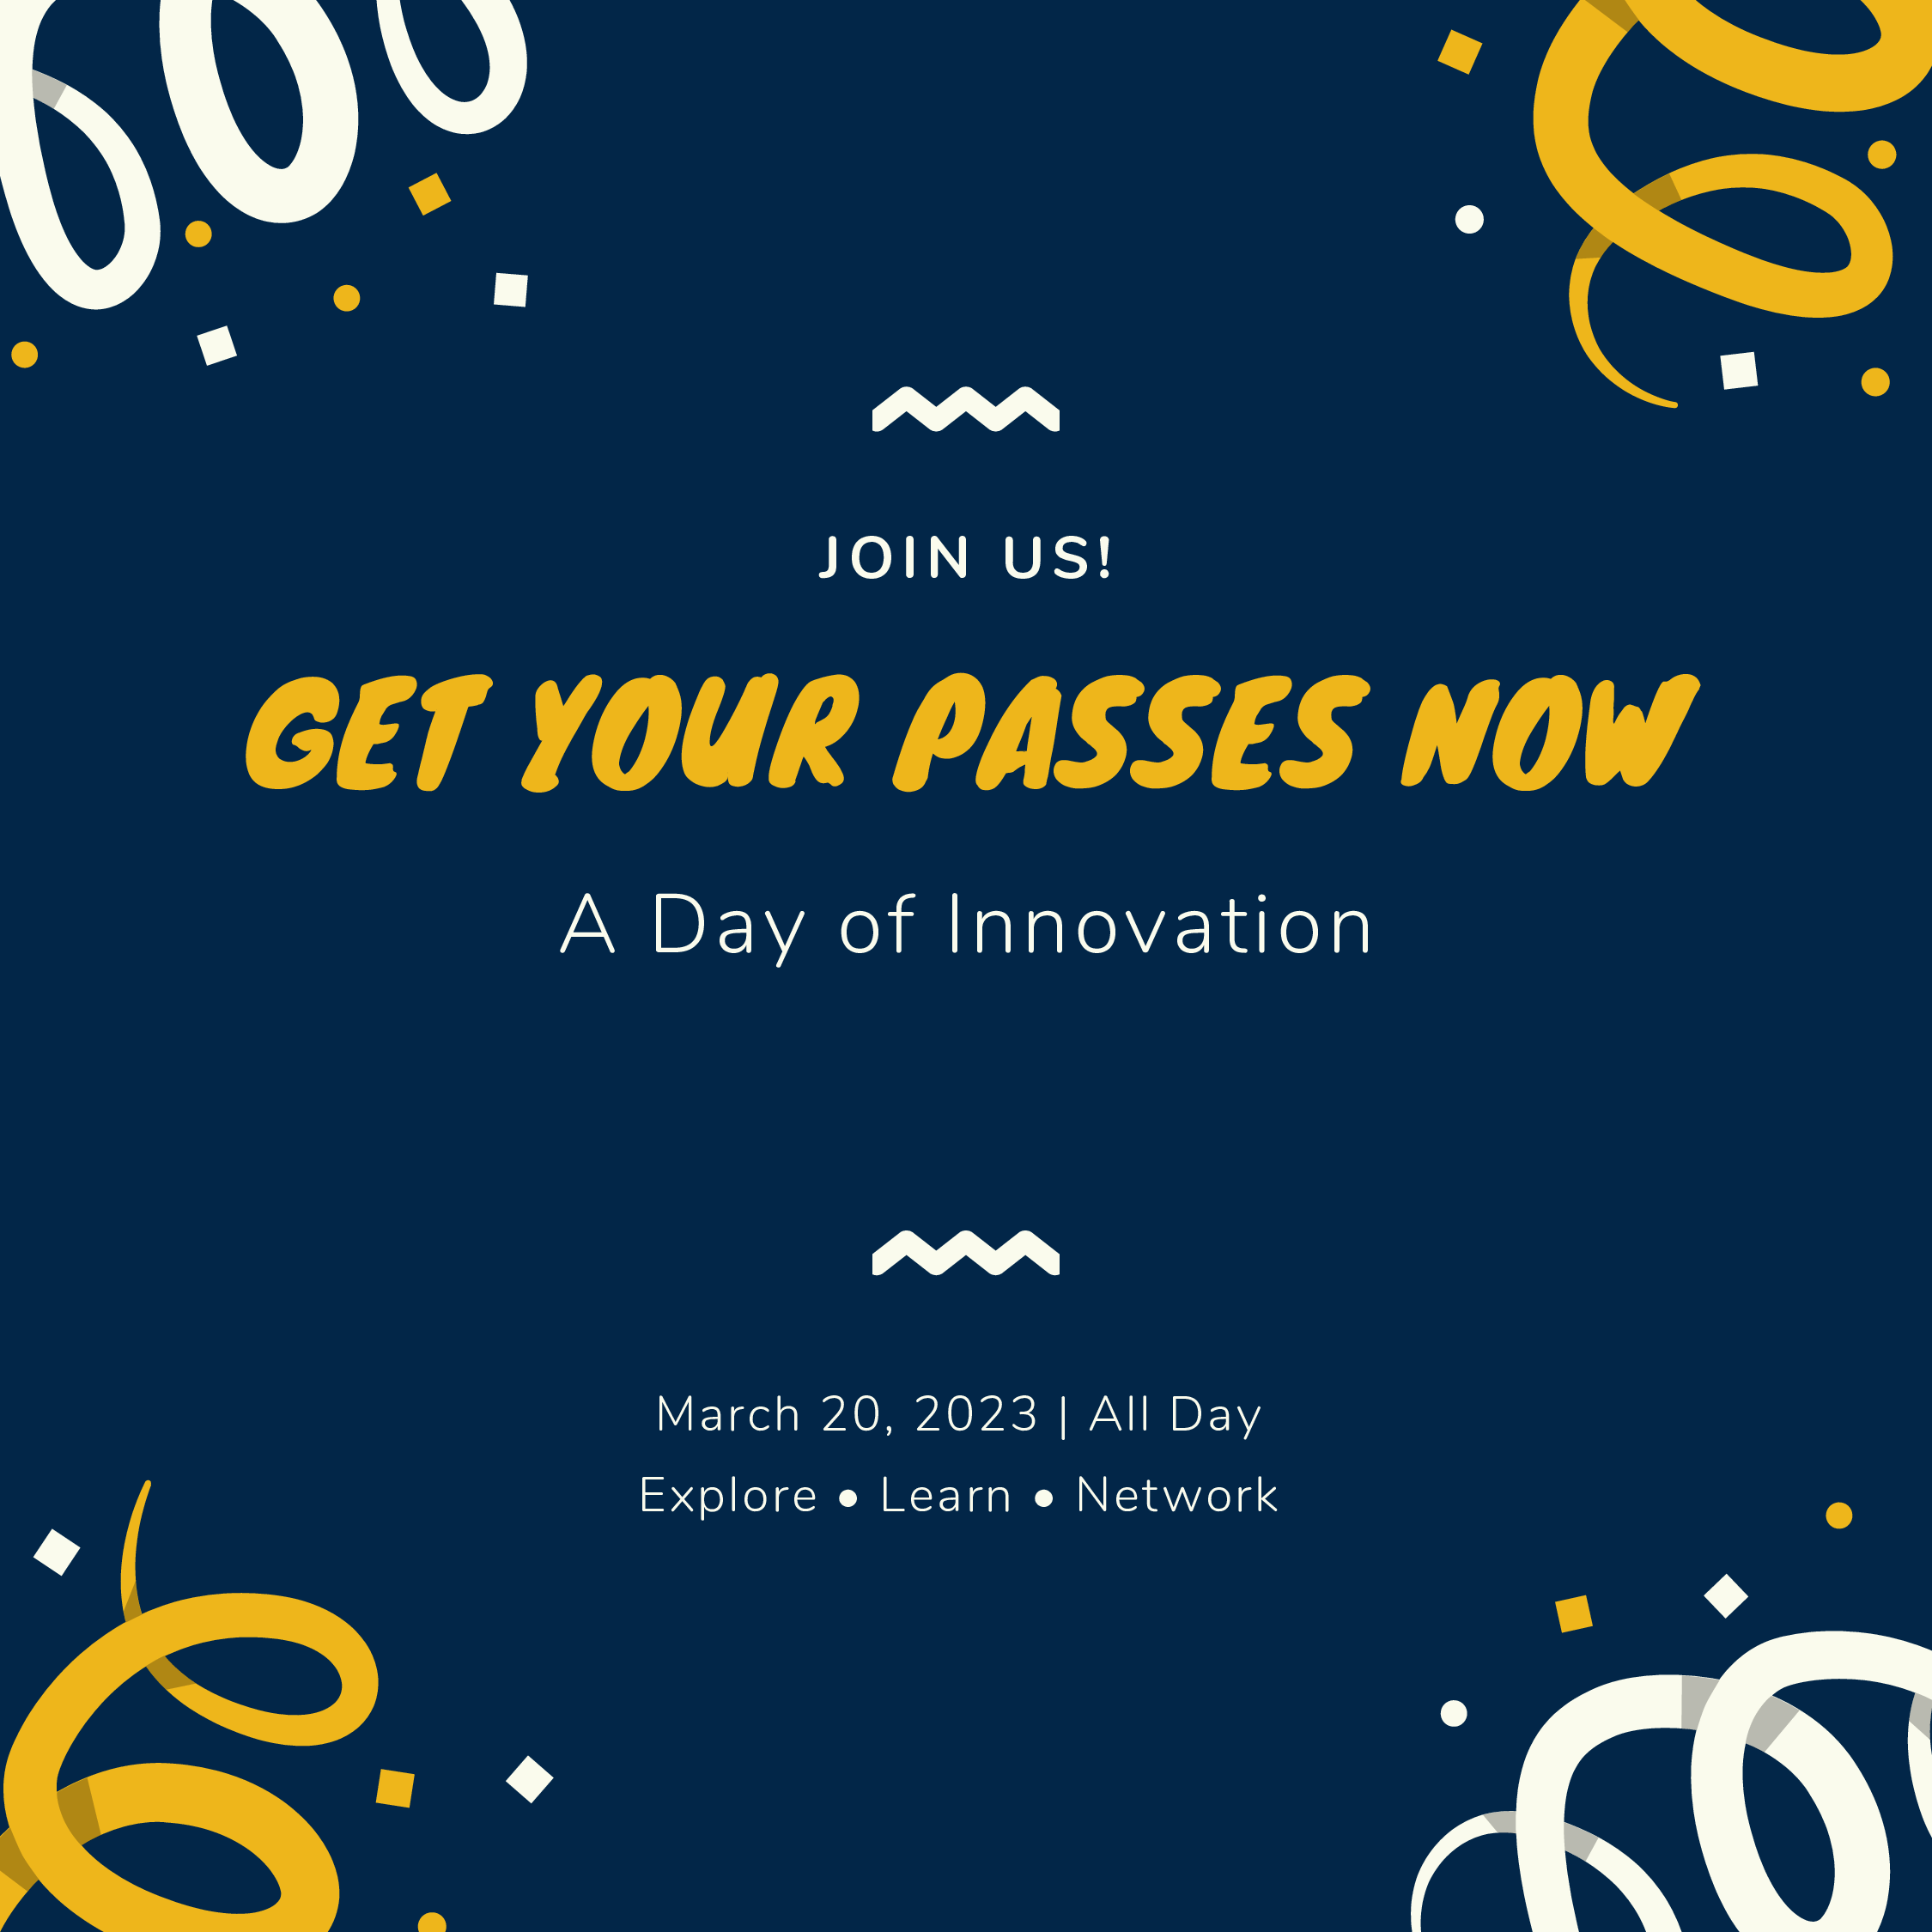 JOIN US!
GET YOUR PASSES NOW
A Day of Innovation
March 20, 2023 | All Day
Explore • Learn • Network